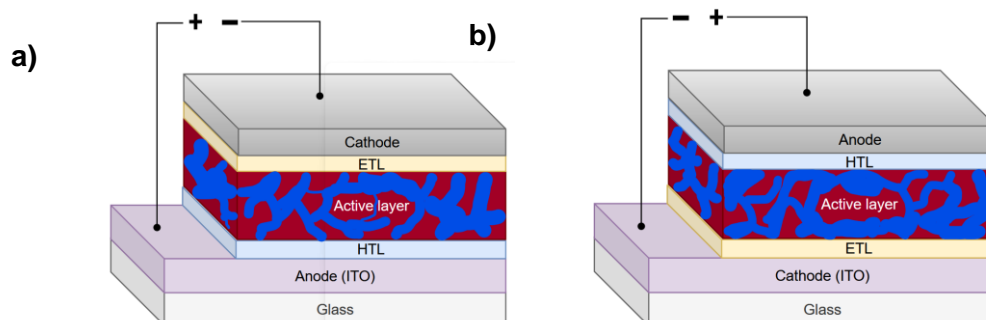 a)
+ −
Cathode
ETL
Active layer
HTL
Anode (ITO)
Glass
b)
− +
Anode
HTL
Active layer
ETL
Cathode (ITO)
Glass